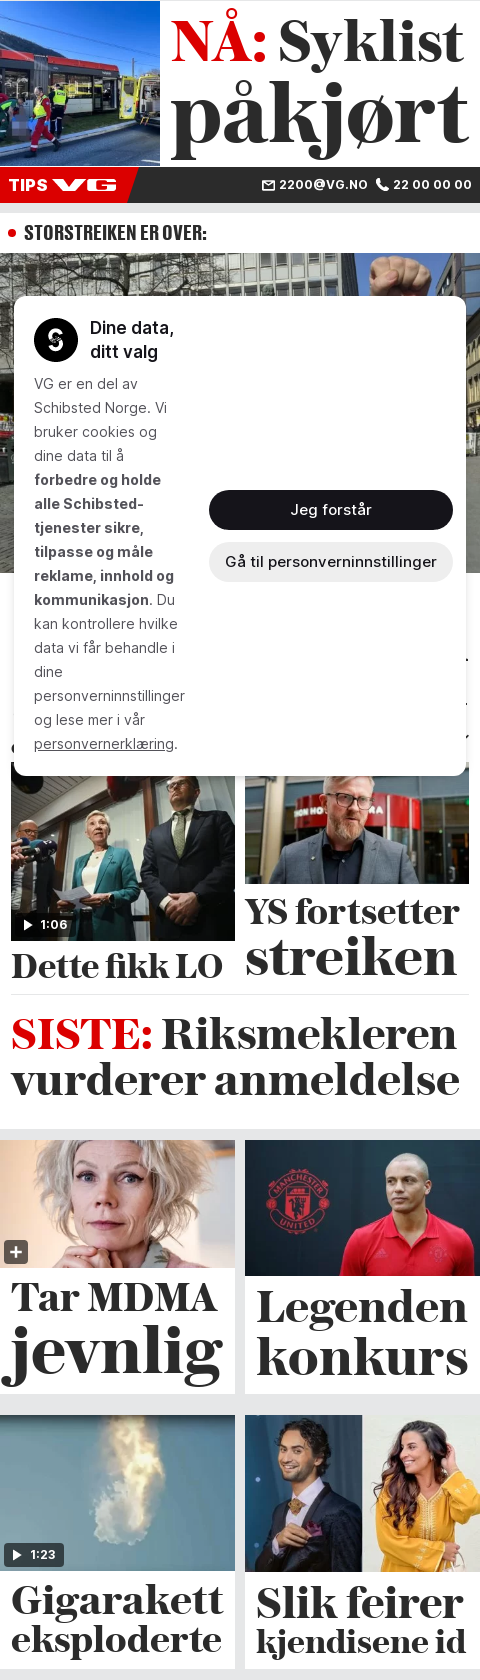 NÅ: Syklist
påkjørt
TIPS VG
2200@VG.NO 22 00 00 00
STORSTREIKEN ER OVER:
Dine data,
ditt valg
VG er en del av
Schibsted Norge. Vi
bruker cookies og
dine data til å
forbedre og holde
alle Schibsted-
tjenester sikre,
tilpasse og måle
reklame, innhold og
kommunikasjon. Du
kan kontrollere hvilke
data vi får behandle i
dine
personverninnstillinger
og lese mer i vår
personvernerklæring.
Jeg forstår
Gå til personverninnstillinger
1:06
Dette fikk LO
YS fortsetter
streiken
SISTE: Riksmekleren
vurderer anmeldelse
Tar MDMA
jevnlig
MANCHESTER
UNITED
Legenden
konkurs
1:23
Gigarakett
eksploderte
Slik feirer
kjendisene id